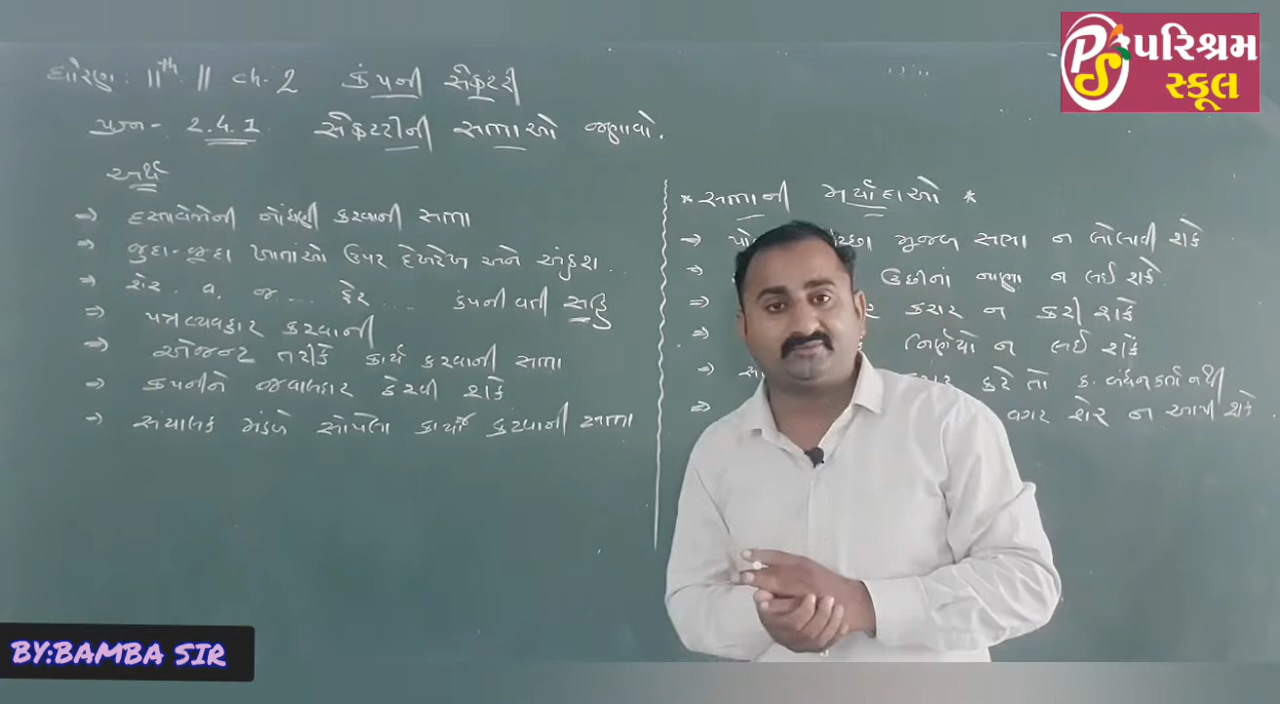 ધોરણ : 11th || ch. 2 કંપની સેક્રેટરી
પ્રશ્ન - 2.4.1 સેક્રેટરીની સત્તાઓ જણાવો.
અર્થ
⇒ દસ્તાવેજોની નોંધણી કરવાની સત્તા
⇒ જુદા-જૂદા ખાતાંઓ ઉપર દેખરેખ અને અંકુશ..
⇒ શેર . વ. જ ... ફેર .... કંપની વતી સહિ
⇒ પત્રવ્યવહાર કરવાની
⇒ એજન્ટ તરીકે કાર્ય કરવાની સત્તા
⇒ કંપનીને જવાબદાર ઠેરવી શકે
⇒ સંચાલક મંડળે સોંપેલા કાર્યો કરવાની સત્તા
* સત્તાની મર્યાદાઓ *
⇒ મુજબ સભા ન બોલાવી શકે
⇒ ઉછીનાં નાણા ન લઈ શકે.
⇒ કરાર ન કરી શકે
⇒ નિર્ણયો ન લઈ શકે
⇒ કરે તો કં. બંધનકર્તા નથી
⇒ વગર શેર ન આપી શકે.
PS પરિશ્રમ
સ્કૂલ
BY:BAMBA SIR